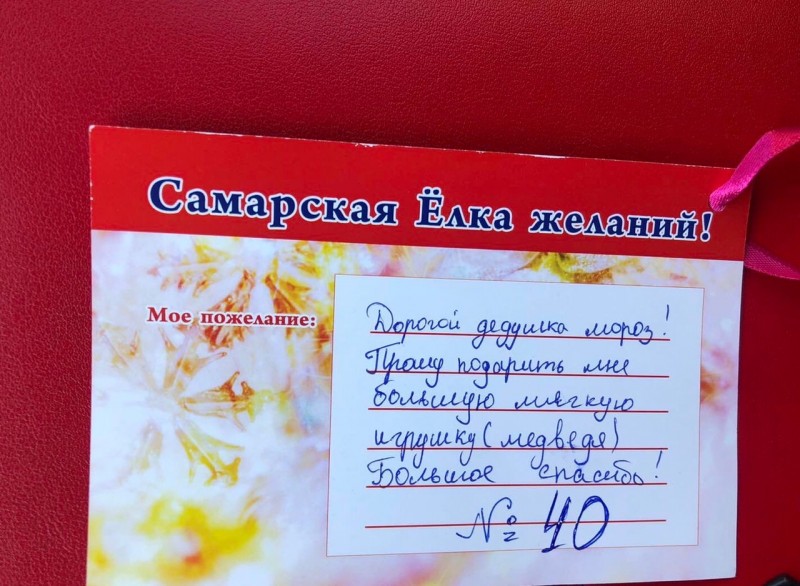 Самарская Ёлка желаний!
Мое пожелание:
Дорогой дедушка мороз!
Прошу подарить мне
большую мягкую
игрушку (медведя)
Большое спасибо!
№ 40